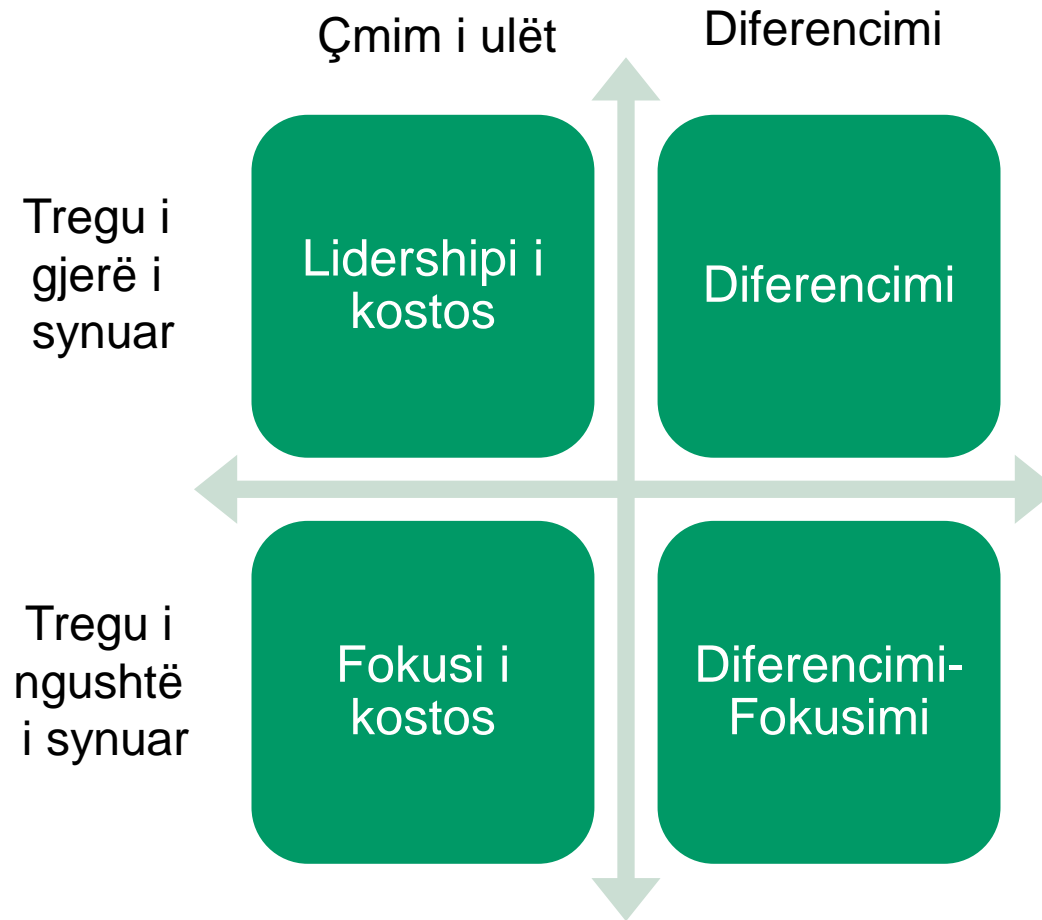 Çmim i ulët
Diferencimi
Tregu i
gjerë i
synuar
Lidershipi i
kostos
Diferencimi
Tregu i
ngushtë
i synuar
Fokusi i
kostos
Diferencimi-
Fokusimi